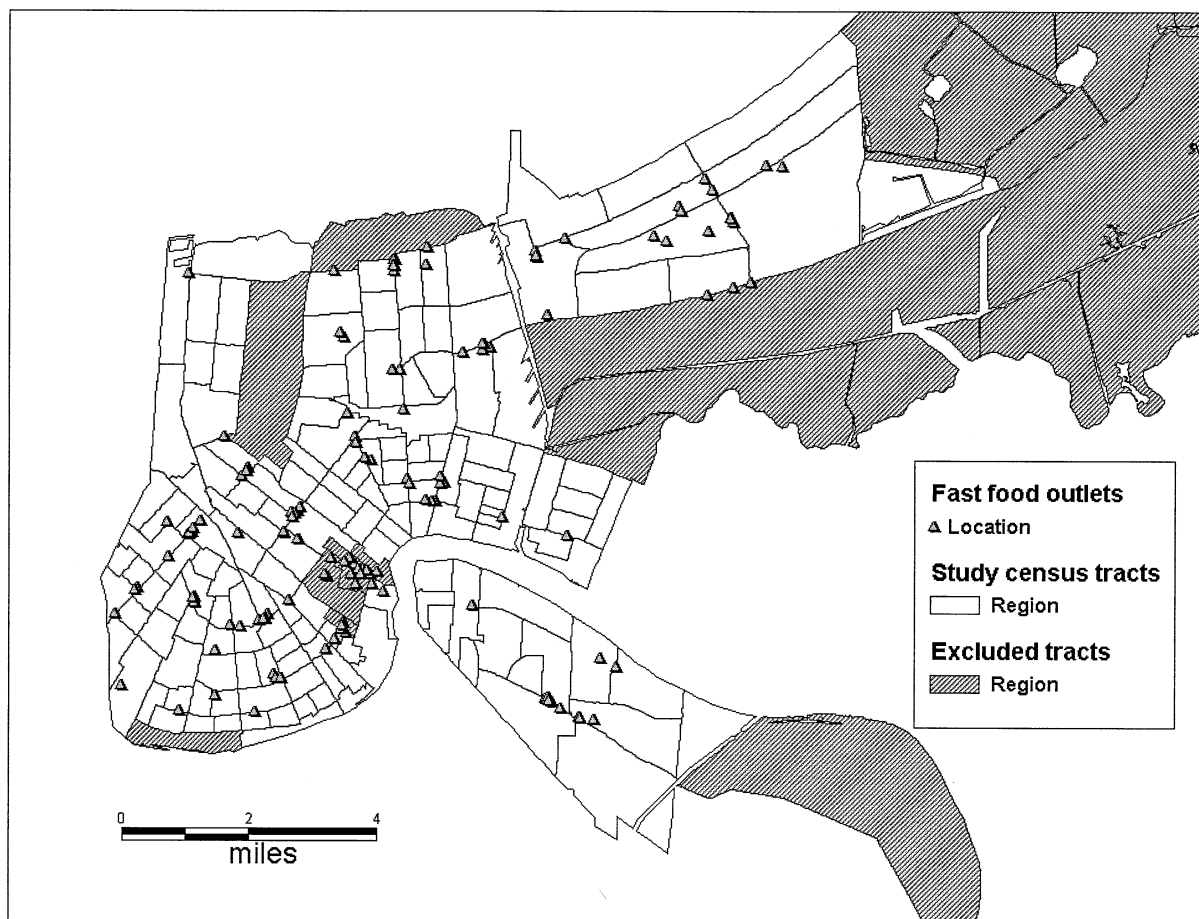 Fast food outlets
Location
Study census tracts
Region
Excluded tracts
Region
0 2 4
miles